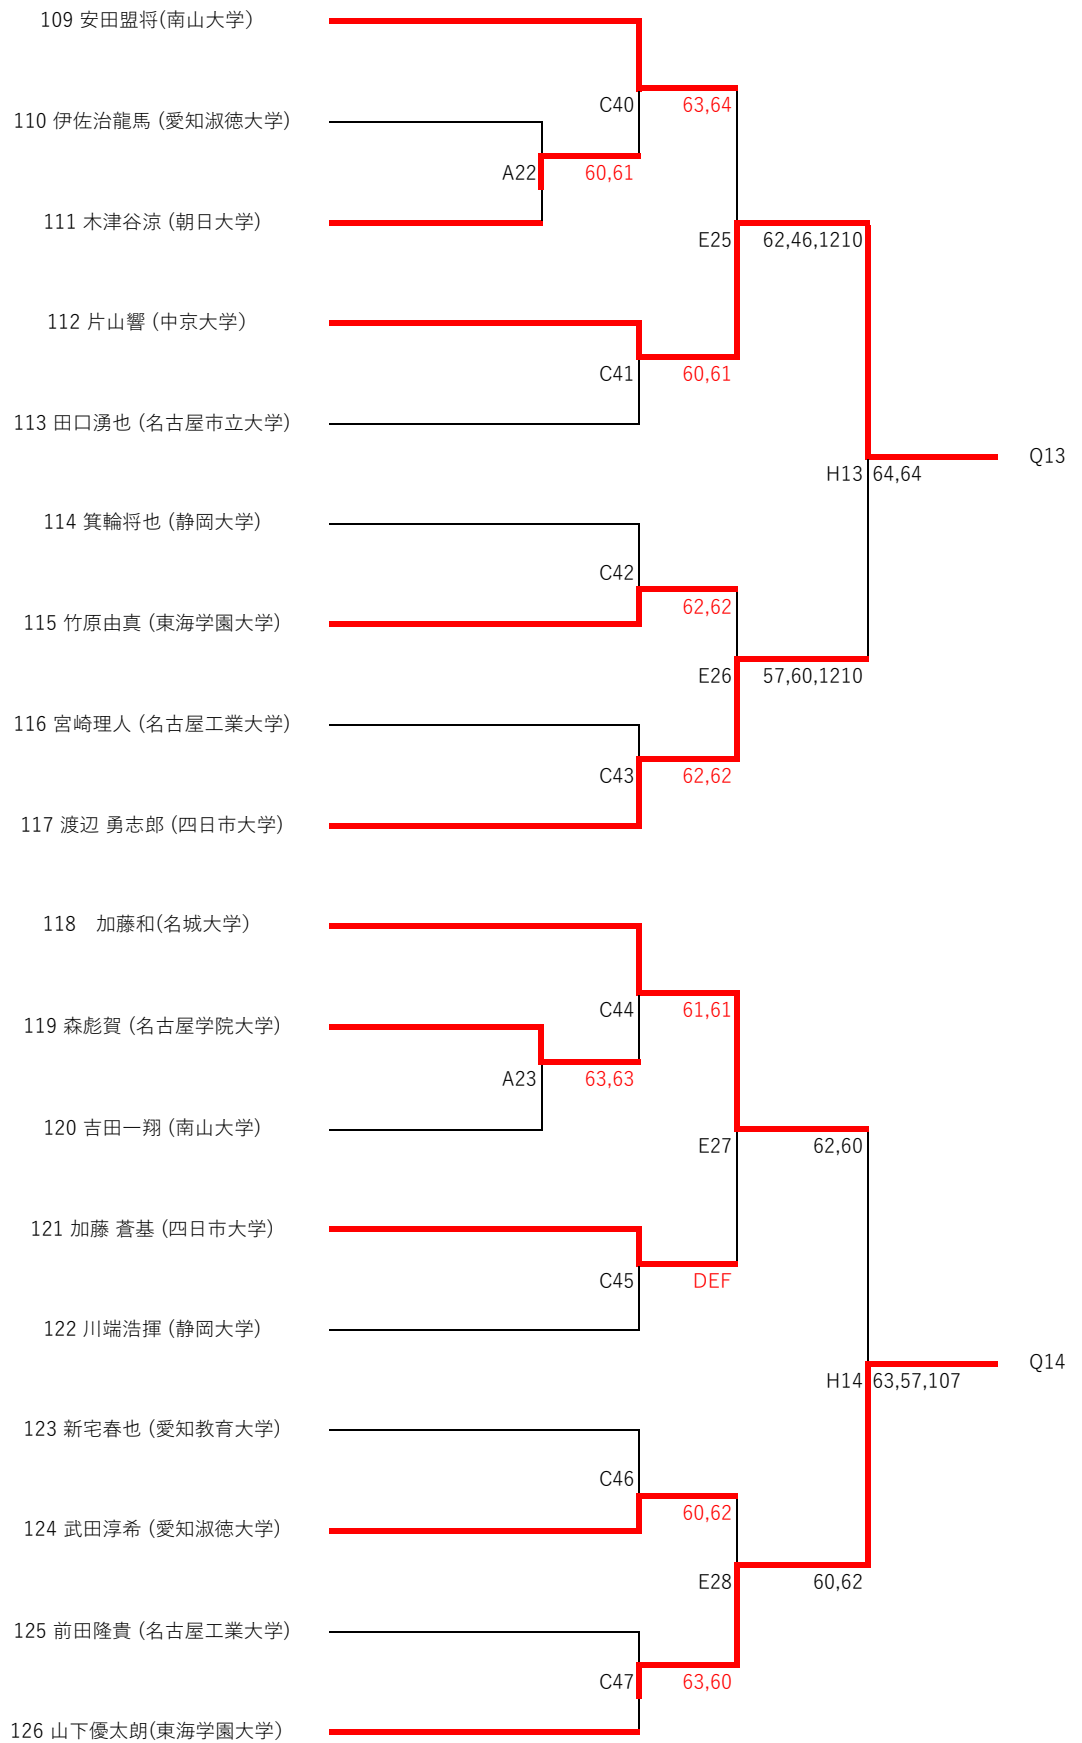 109 安田盟将(南山大学)
C40
63,64
110 伊佐治龍馬 (愛知淑徳大学)
A22
60,61
111 木津谷涼 (朝日大学)
E25
62,46,1210
112 片山響 (中京大学)
C41
60,61
113 田口湧也 (名古屋市立大学)
H13
64,64
Q13
114 箕輪将也 (静岡大学)
C42
62,62
115 竹原由真 (東海学園大学)
E26
57,60,1210
116 宮崎理人 (名古屋工業大学)
C43
62,62
117 渡辺 勇志郎 (四日市大学)
118　加藤和(名城大学)
C44
61,61
119 森彪賀 (名古屋学院大学)
A23
63,63
120 吉田一翔 (南山大学)
E27
62,60
121 加藤 蒼基 (四日市大学)
C45
DEF
122 川端浩揮 (静岡大学)
H14
63,57,107
Q14
123 新宅春也 (愛知教育大学)
C46
60,62
124 武田淳希 (愛知淑徳大学)
E28
60,62
125 前田隆貴 (名古屋工業大学)
C47
63,60
126 山下優太朗(東海学園大学)